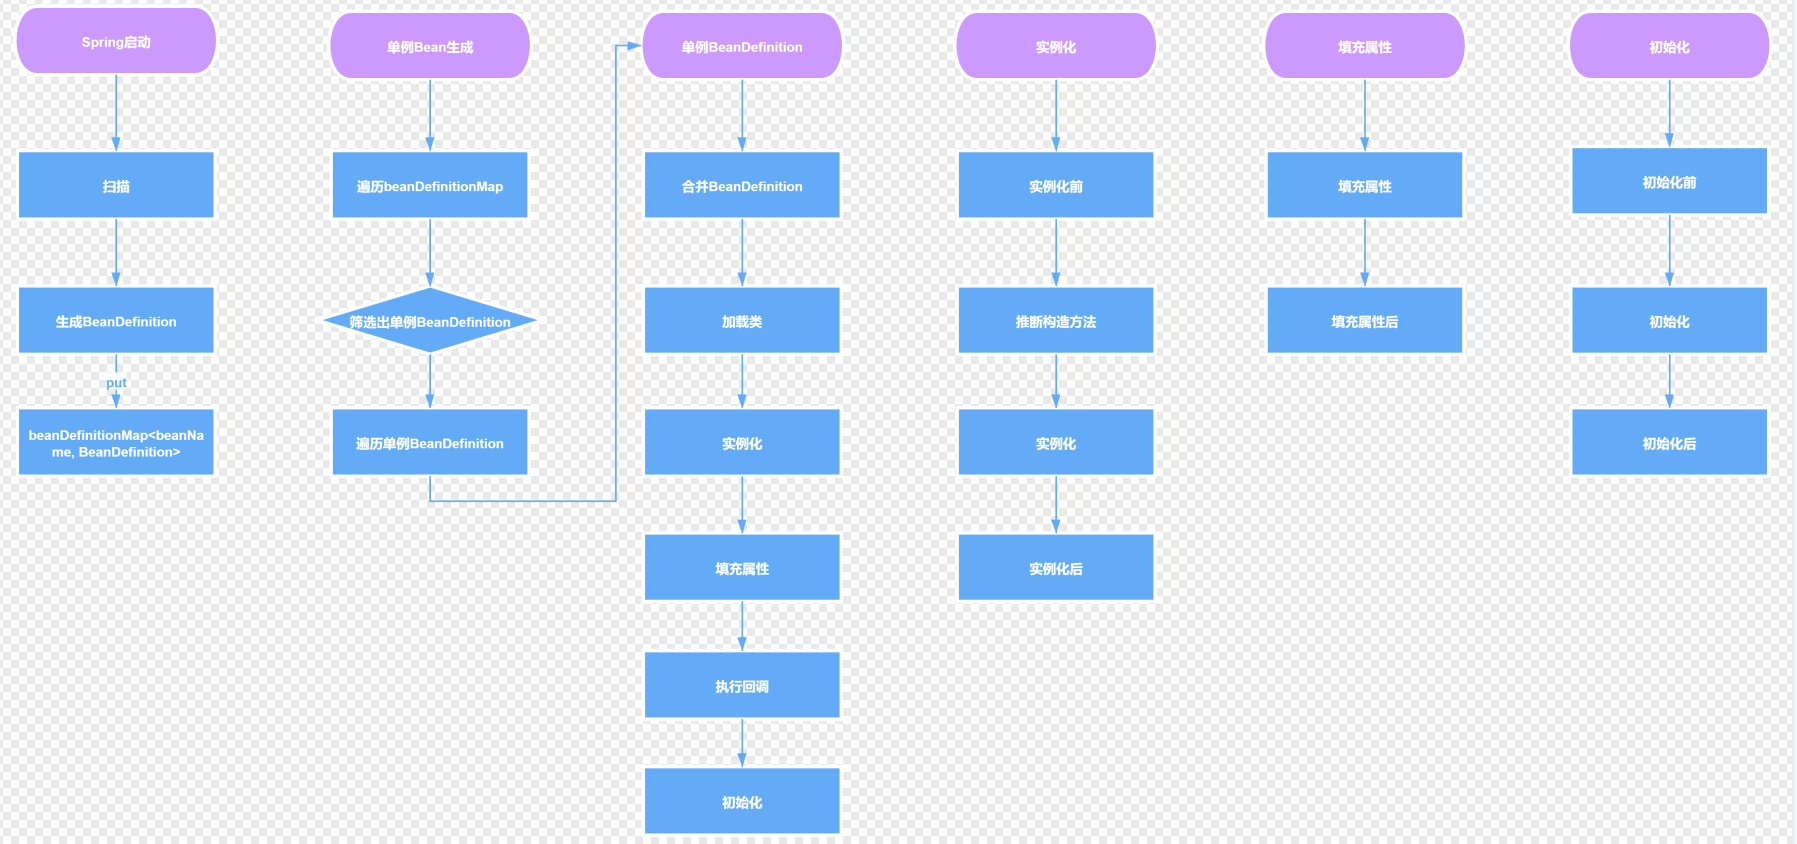 Spring启动
扫描
生成BeanDefinition
put
beanDefinitionMap<beanNa
me, BeanDefinition>
单例Bean生成
遍历beanDefinitionMap
筛选出单例BeanDefinition
遍历单例BeanDefinition
单例BeanDefinition
合并BeanDefinition
加载类
实例化
填充属性
执行回调
初始化
实例化
实例化前
推断构造方法
实例化
实例化后
填充属性
填充属性
填充属性后
初始化
初始化前
初始化
初始化后